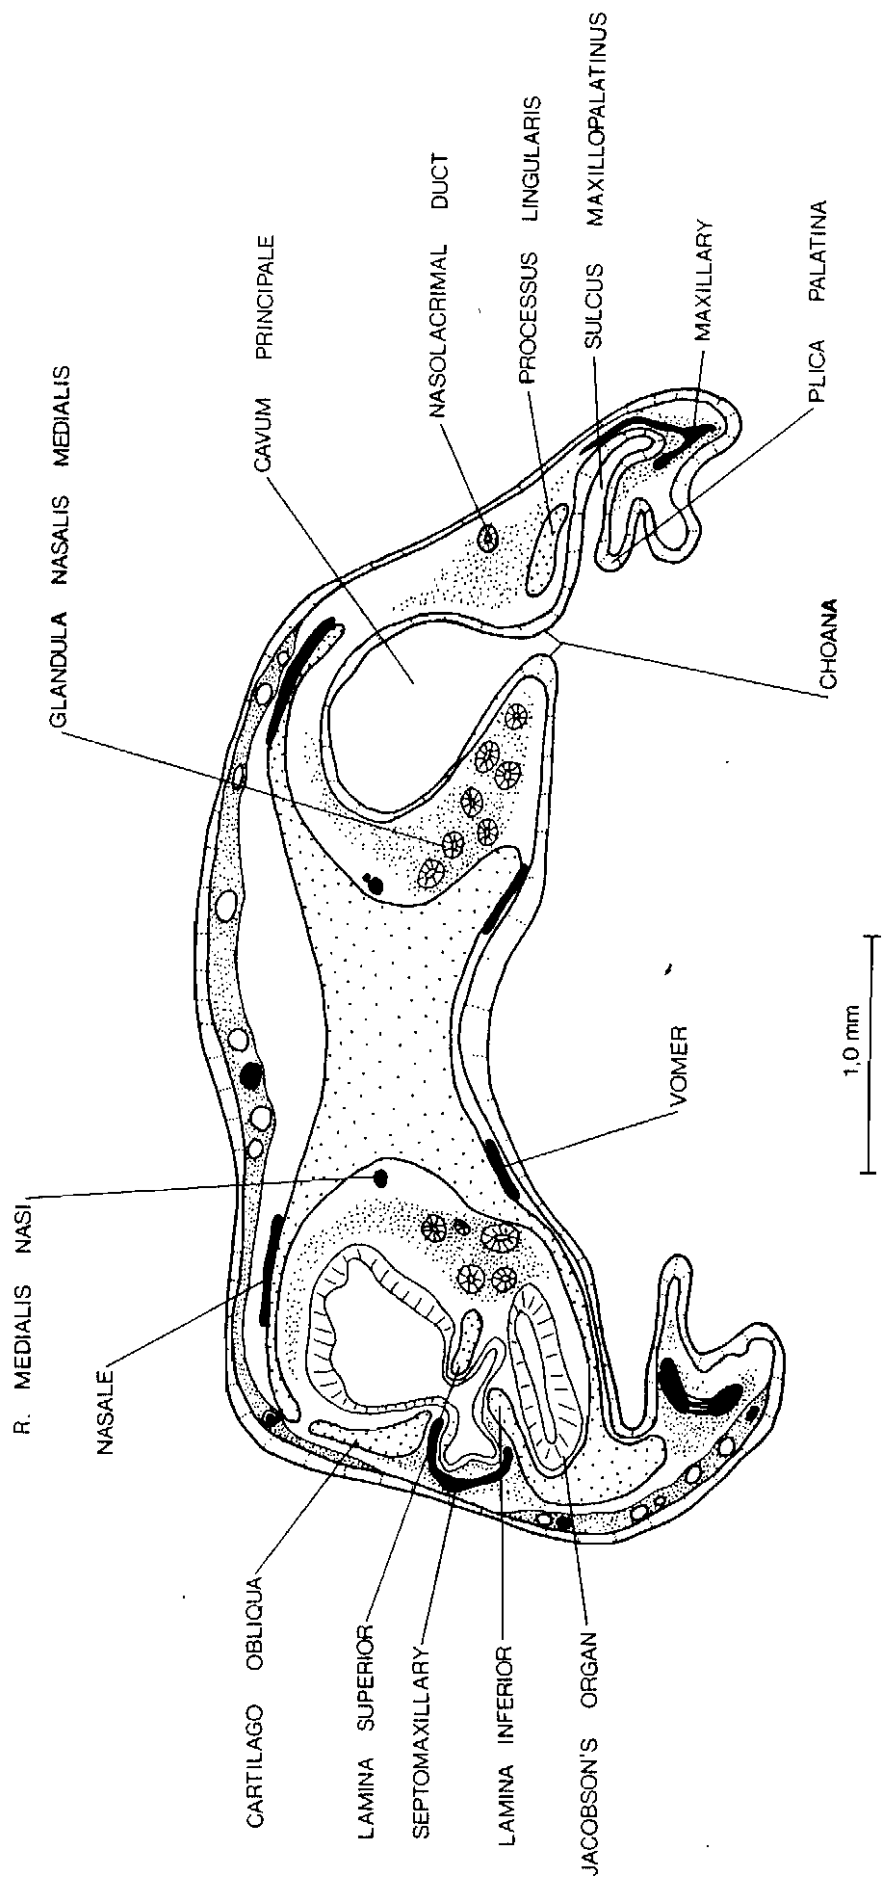 R. MEDIALIS NASI
NASALE
CARTILAGO OBLIQUA
LAMINA SUPERIOR
SEPTOMAXILLARY
LAMINA INFERIOR
JACOBSON'S ORGAN
GLANDULA NASALIS MEDIALIS
CAVUM PRINCIPALE
NASOLACRIMAL DUCT
PROCESSUS LINGULARIS
SULCUS MAXILLOPALATINUS
MAXILLARY
PLICA PALATINA
CHOANA
VOMER
1,0 mm